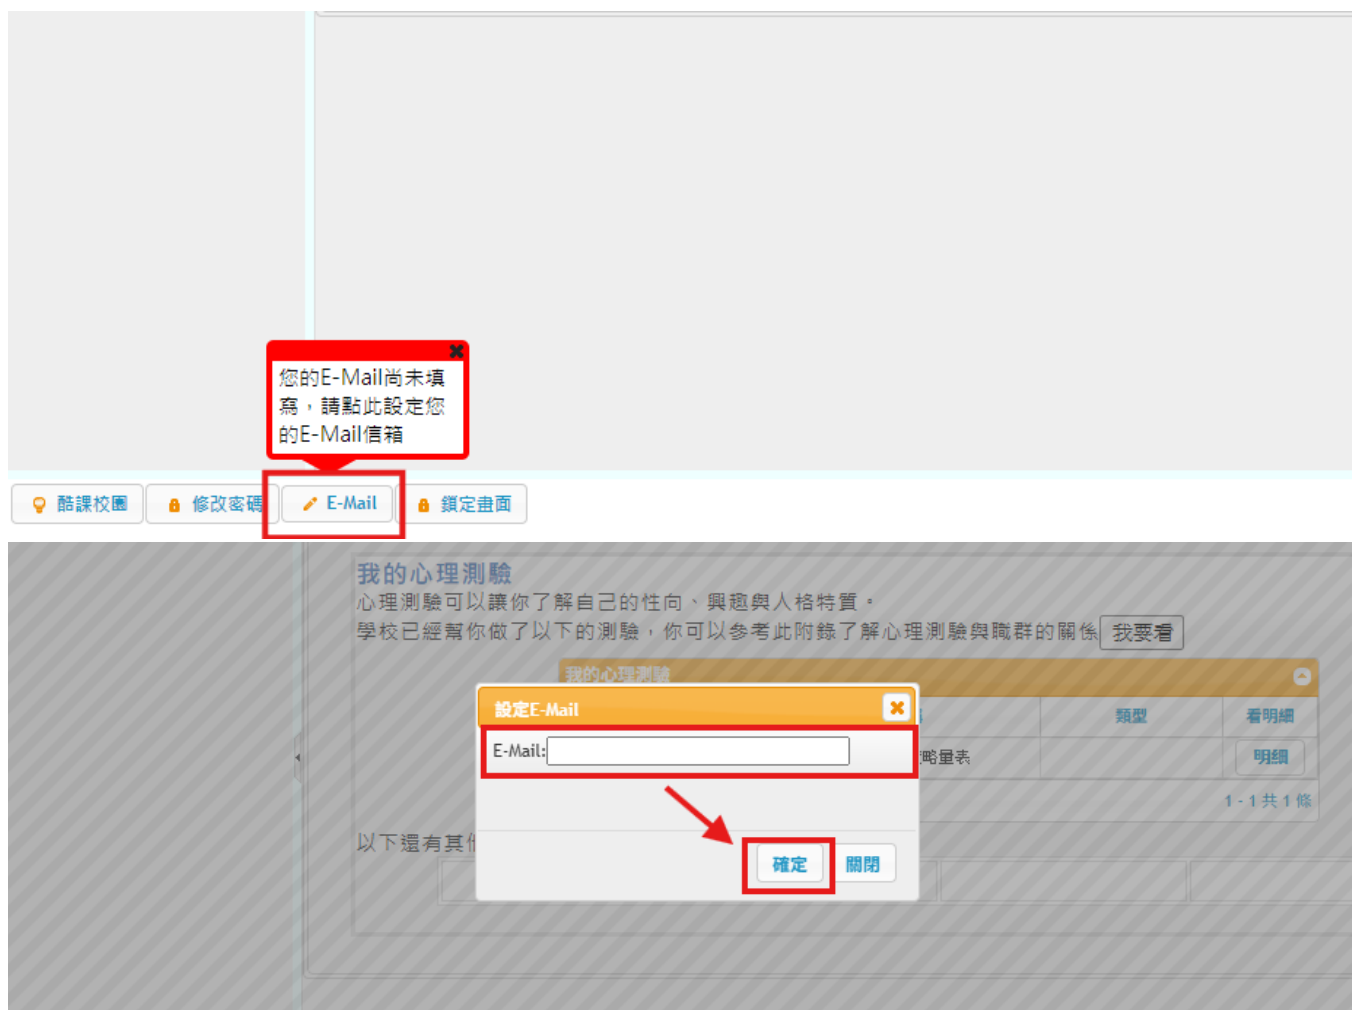 您的E-Mail尚未填
寫，請點此設定您
的E-Mail信箱
酷課校園
修改密碼
E-Mail
鎖定畫面
我的心理測驗
心理測驗可以讓你了解自己的性向、興趣與人格特質。
學校已經幫你做了以下的測驗，你可以參考此附錄了解心理測驗與職群的關係 我要看
我的心理測驗
設定E-Mail
類型
看明細
E-Mail:
略量表
明細
1 - 1 共 1 條
以下還有其他
確定
關閉